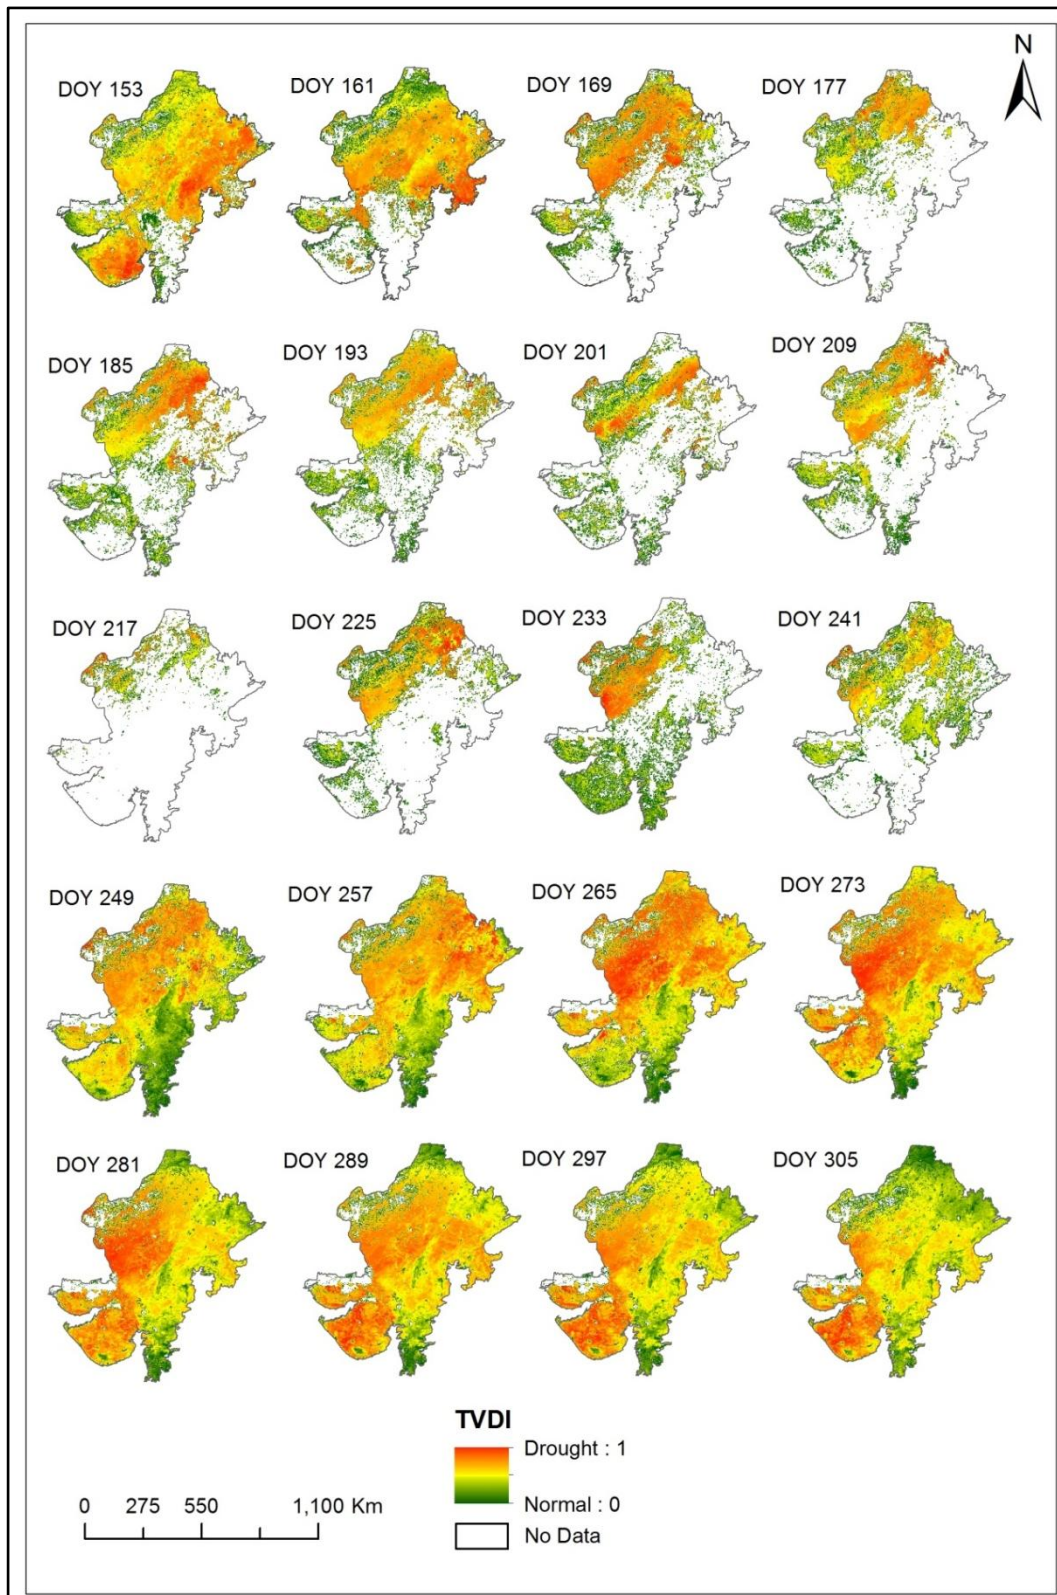 N
DOY 153
DOY 161
DOY 169
DOY 177
DOY 185
DOY 193
DOY 201
DOY 209
DOY 217
DOY 225
DOY 233
DOY 241
DOY 249
DOY 257
DOY 265
DOY 273
DOY 281
DOY 289
DOY 297
DOY 305
TVDI
Drought : 1
Normal : 0
No Data
0 275 550 1,100 Km